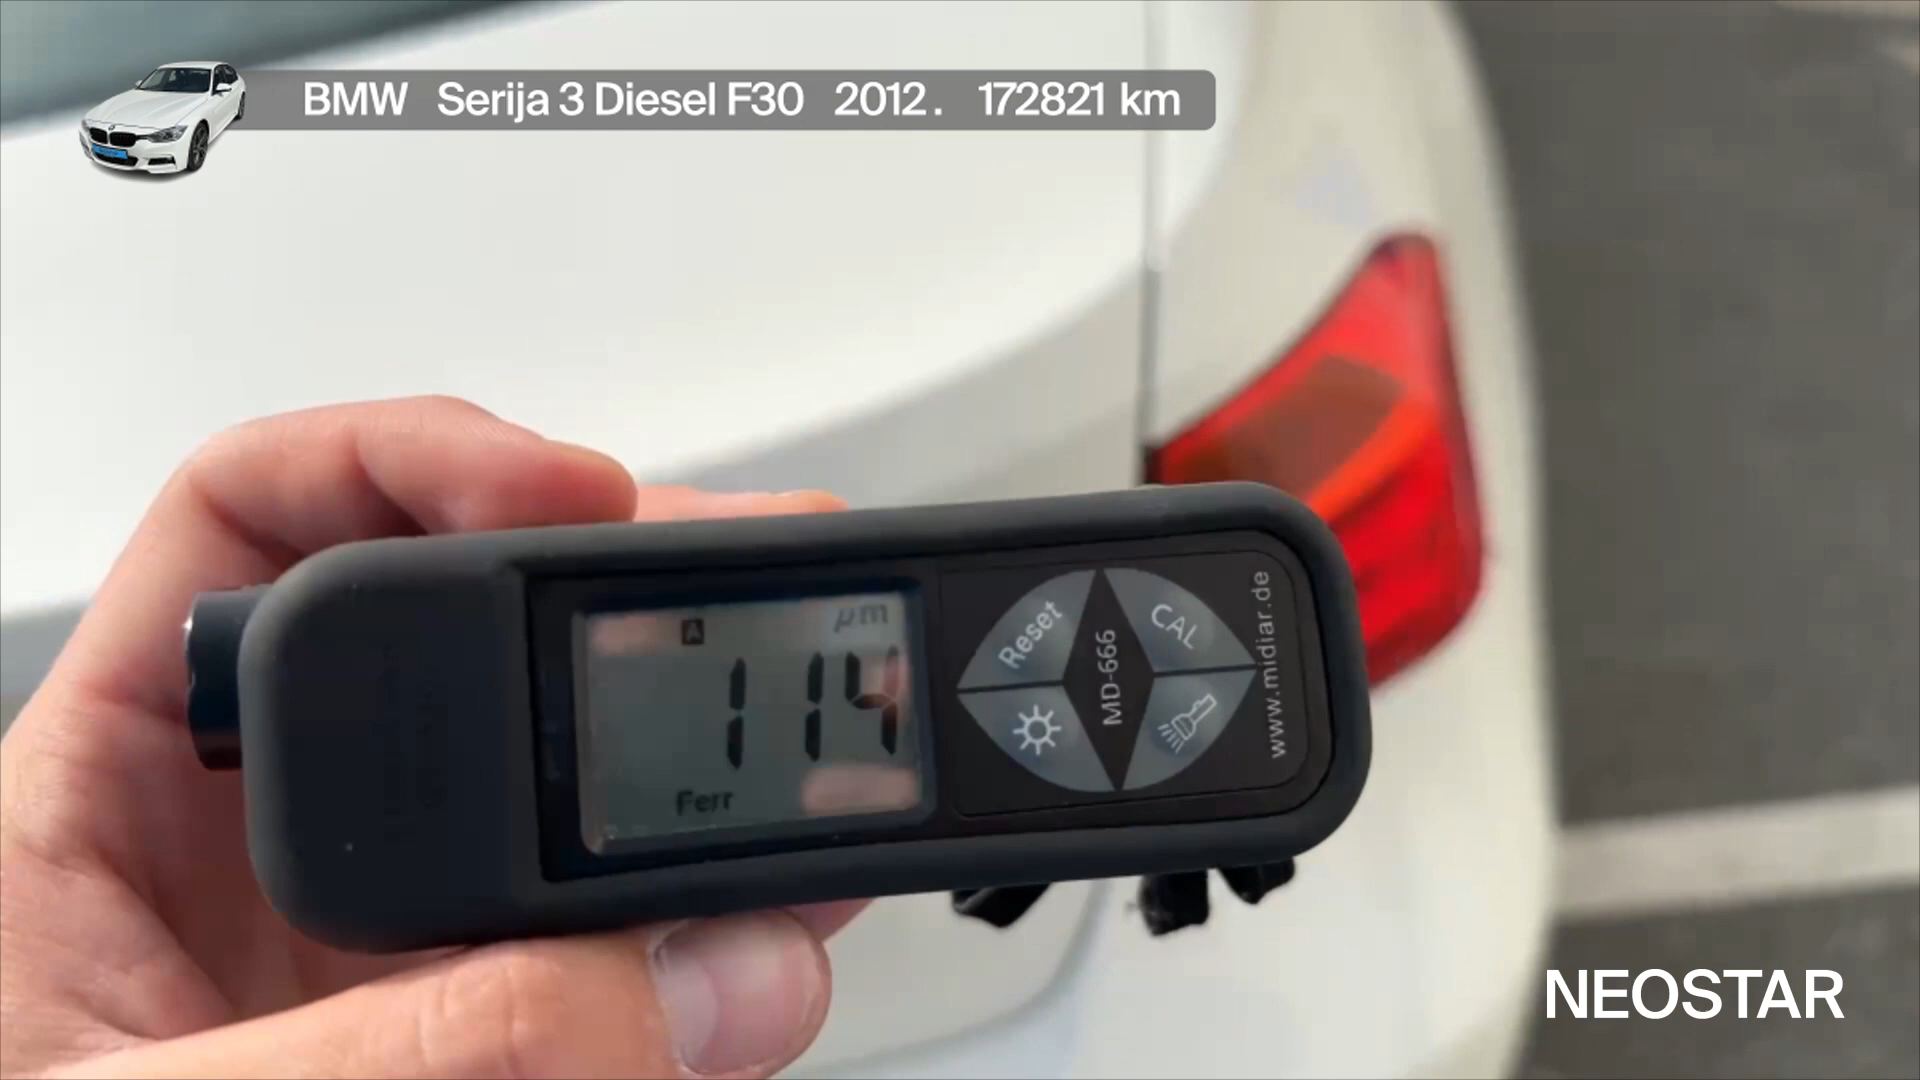 BMW Serija 3 Diesel F30 2012. 172821 km
A µm
114
Ferr
Reset
CAL
MD-666
www.midiar.de
NEOSTAR